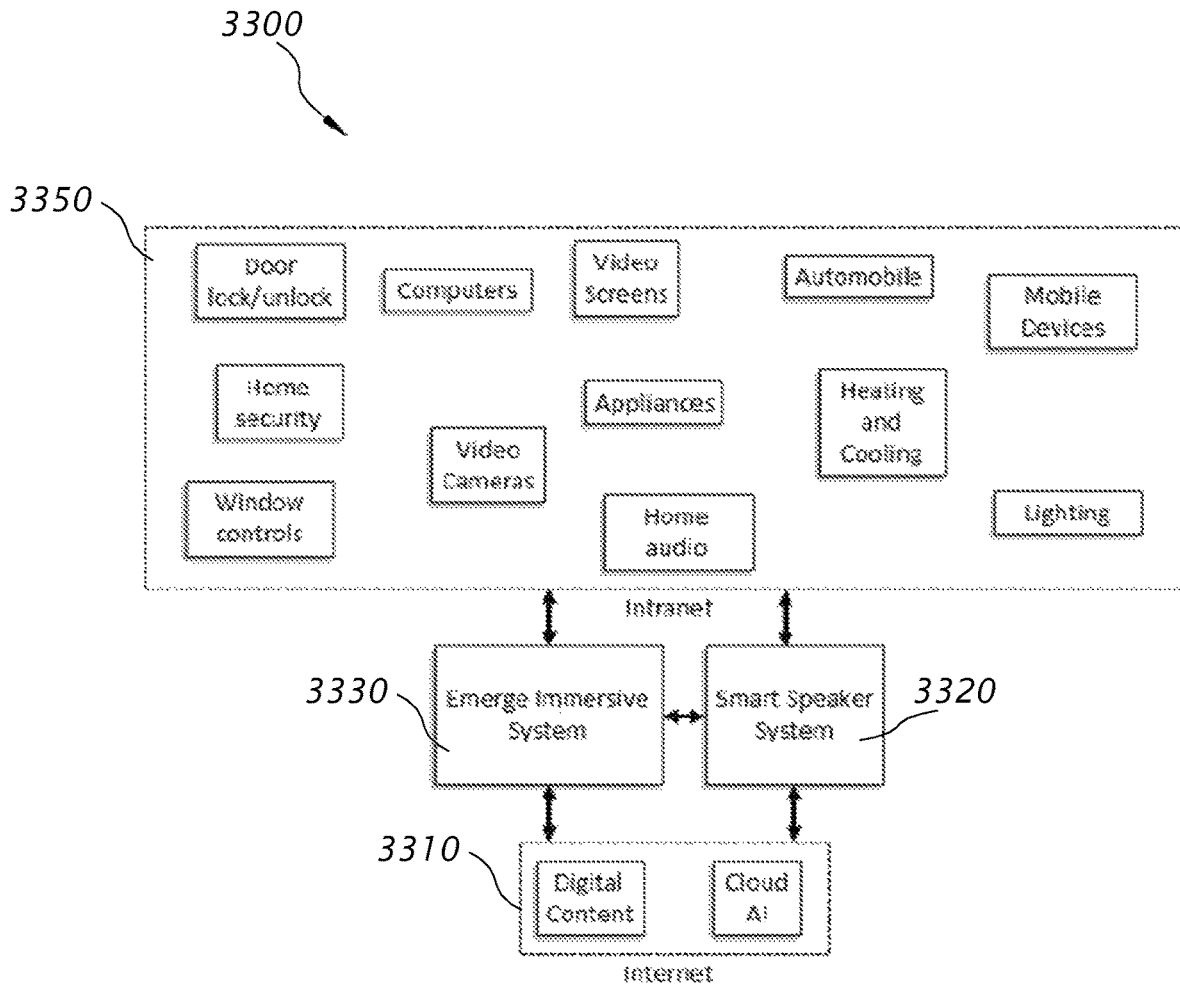 3300
3350
Door
lock/unlock
Computers
Video
Screens
Automobile
Mobile
Devices
Home
security
Appliances
Heating
and
Cooling
Video
Cameras
Window
controls
Home
audio
Lighting
Intranet
3330
Emerge Immersive
System
Smart Speaker
System
3320
3310
Digital
Content
Cloud
AI
Internet